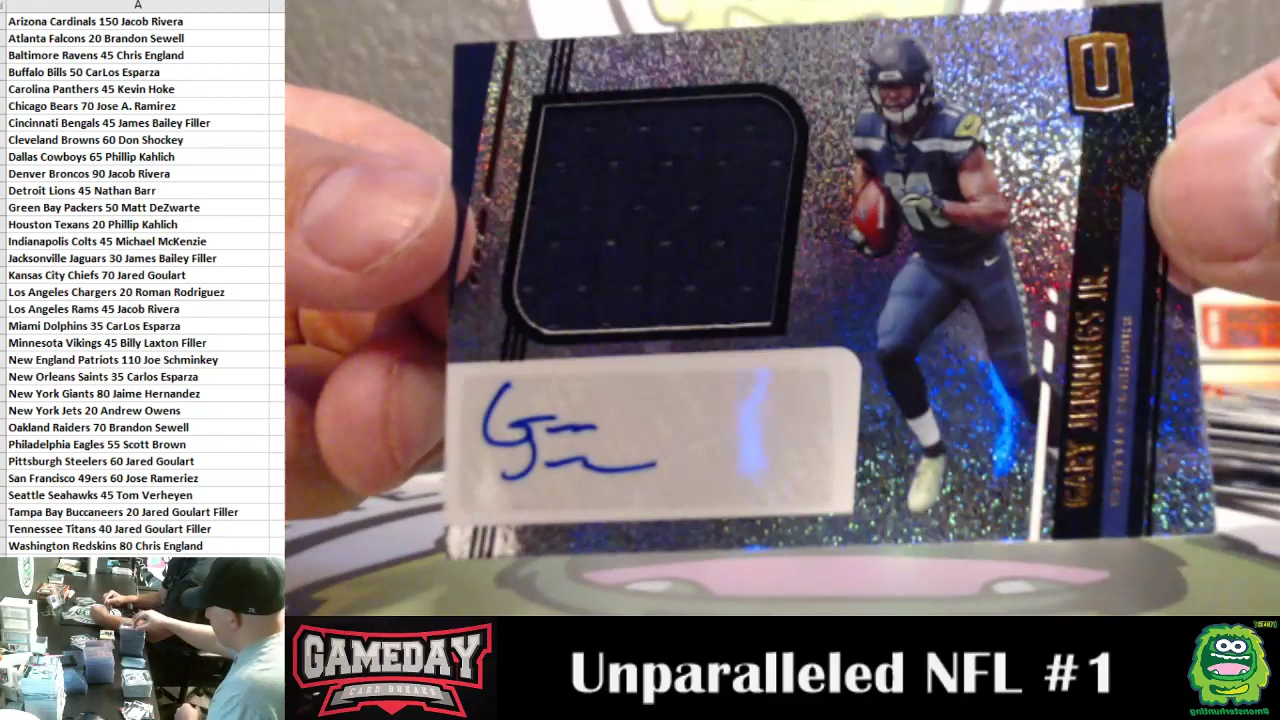 A
Arizona Cardinals 150 Jacob Rivera
Atlanta Falcons 20 Brandon Sewell
Baltimore Ravens 45 Chris England
Buffalo Bills 50 CarLos Esparza
Carolina Panthers 45 Kevin Hoke
Chicago Bears 70 Jose A. Ramirez
Cincinnati Bengals 45 James Bailey Filler
Cleveland Browns 60 Don Shockey
Dallas Cowboys 65 Phillip Kahlich
Denver Broncos 90 Jacob Rivera
Detroit Lions 45 Nathan Barr
Green Bay Packers 50 Matt DeZwarte
Houston Texans 20 Phillip Kahlich
Indianapolis Colts 45 Michael McKenzie
Jacksonville Jaguars 30 James Bailey Filler
Kansas City Chiefs 70 Jared Goulart
Los Angeles Chargers 20 Roman Rodriguez
Los Angeles Rams 45 Jacob Rivera
Miami Dolphins 35 CarLos Esparza
Minnesota Vikings 45 Billy Laxton Filler
New England Patriots 110 Joe Schminkey
New Orleans Saints 35 Carlos Esparza
New York Giants 80 Jaime Hernandez
New York Jets 20 Andrew Owens
Oakland Raiders 70 Brandon Sewell
Philadelphia Eagles 55 Scott Brown
Pittsburgh Steelers 60 Jared Goulart
San Francisco 49ers 60 Jose Rameriez
Seattle Seahawks 45 Tom Verheyen
Tampa Bay Buccaneers 20 Jared Goulart Filler
Tennessee Titans 40 Jared Goulart Filler
Washington Redskins 80 Chris England
U
GARY JENNINGS JR.
GAMEDAY
CARD BREAKS
Unparalleled NFL #1
#monsterhunting